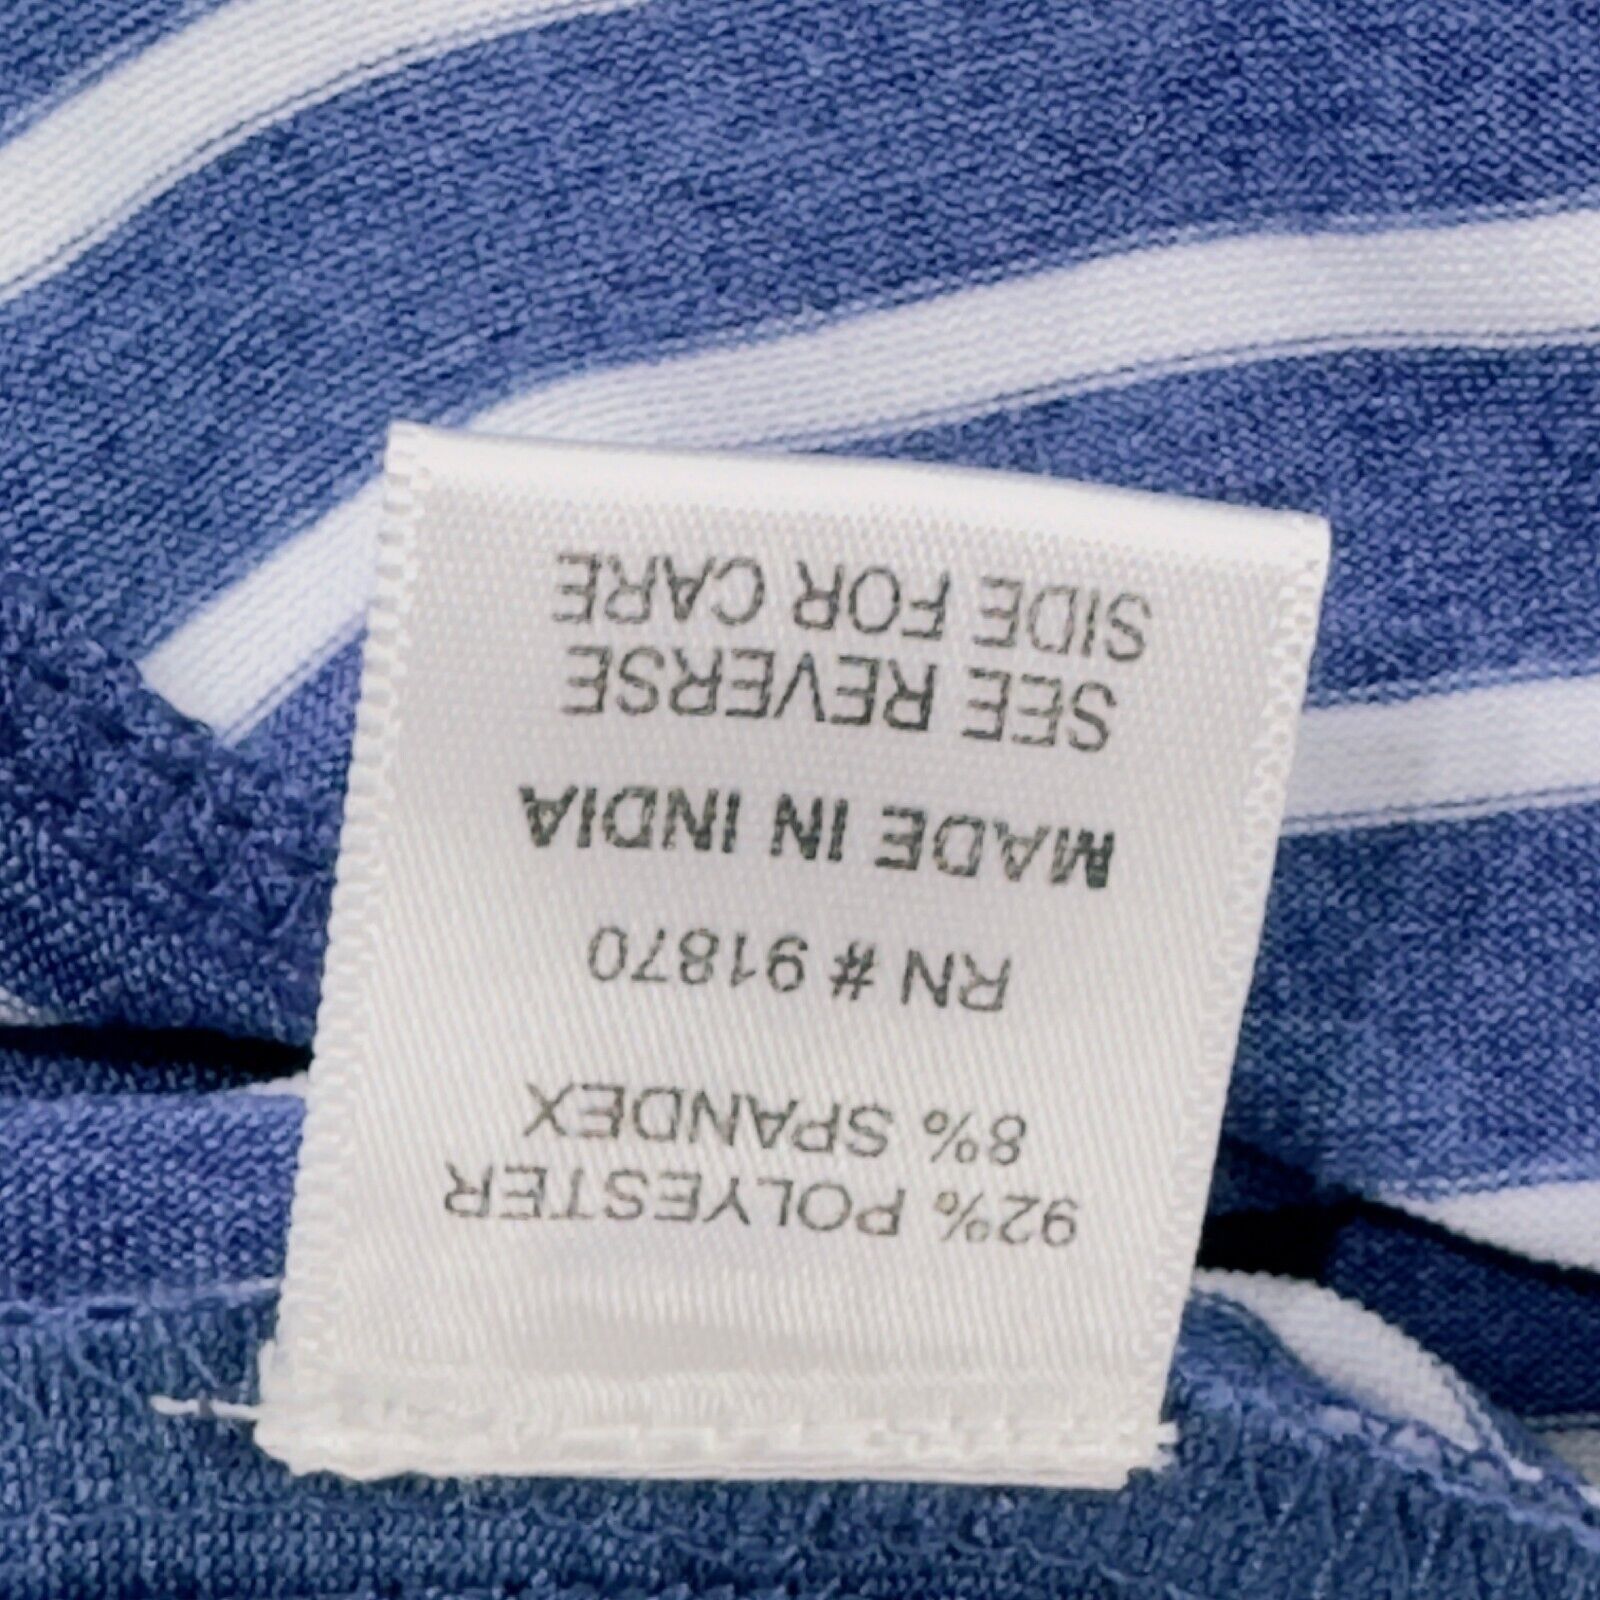 92% POLYESTER
8% SPANDEX
RN # 91870
MADE IN INDIA
SEE REVERSE
SIDE FOR CARE